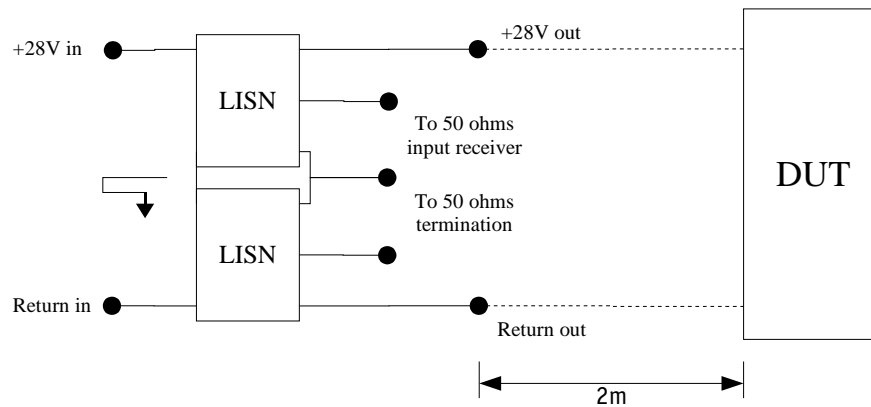 +28V in
+28V out
LISN
To 50 ohms
input receiver
DUT
To 50 ohms
termination
LISN
Return in
Return out
2m